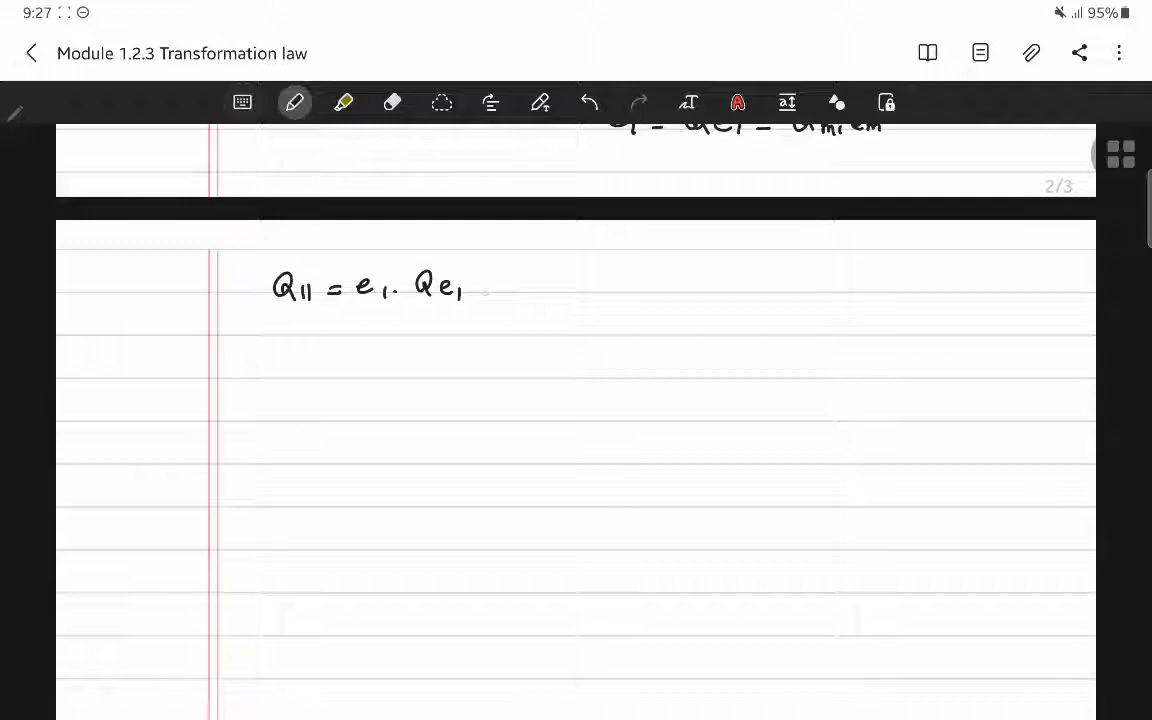 9:27 95%
Module 1.2.3 Transformation law
2/3
Q₁₁ = e₁ . Qe₁